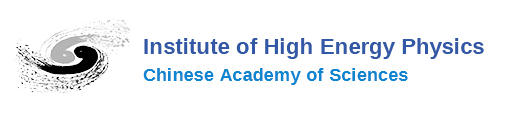 Institute of High Energy Physics
Chinese Academy of Sciences